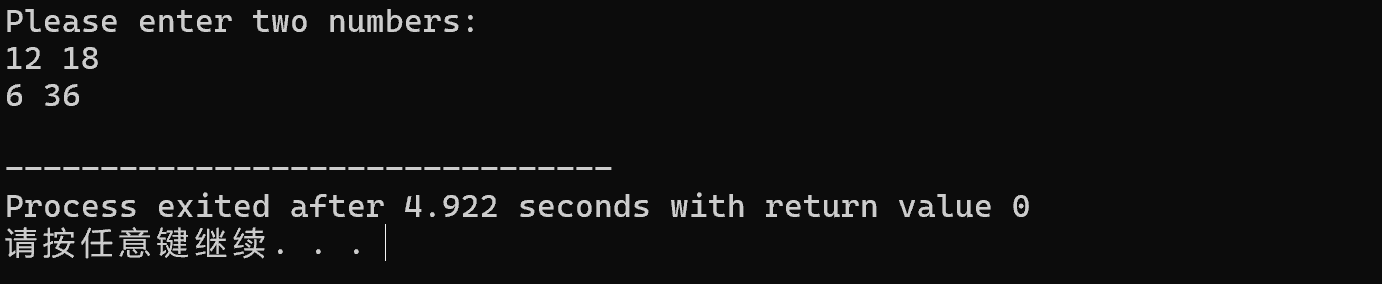 Please enter two numbers:
12 18
6 36
--------------------------------
Process exited after 4.922 seconds with return value 0
请按任意键继续. . .